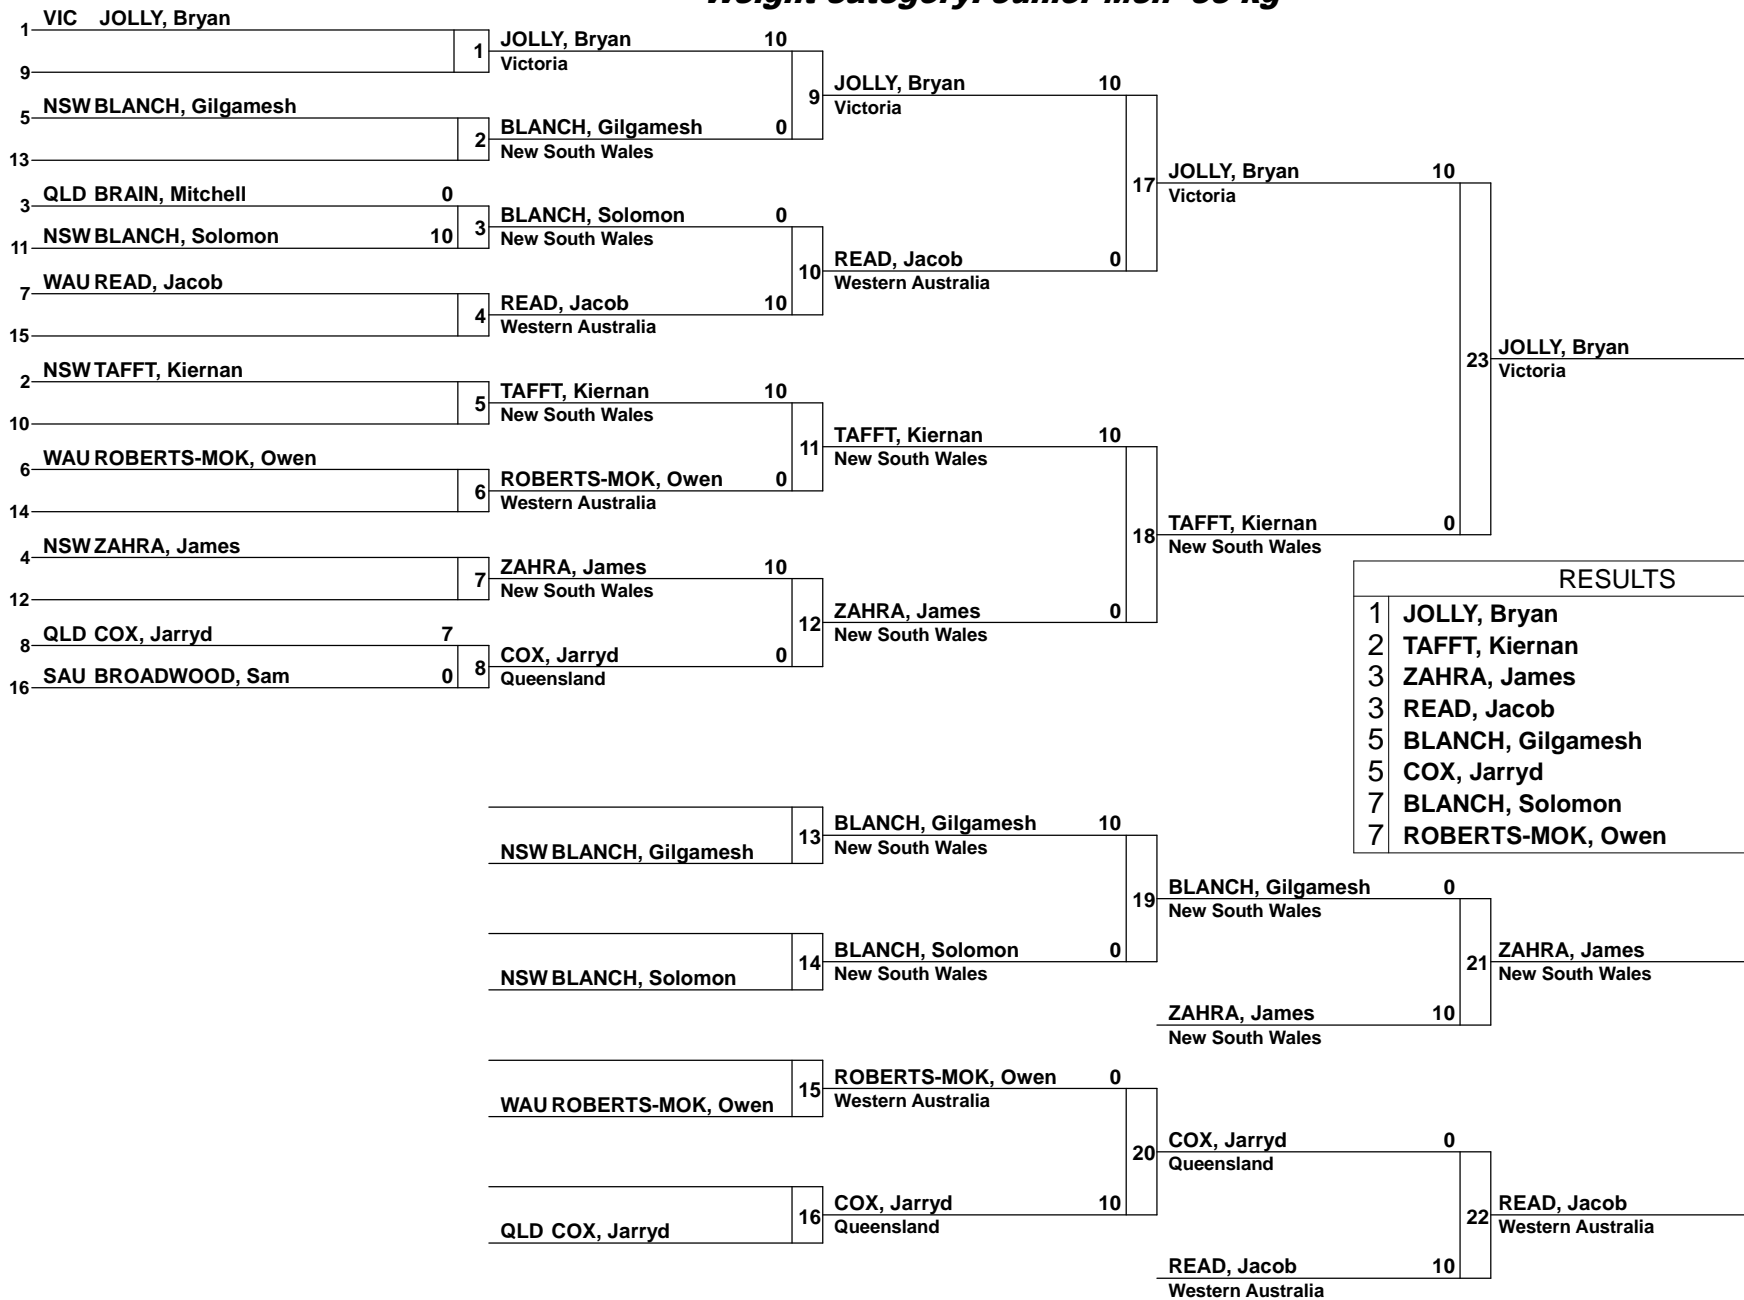 1 VIC JOLLY, Bryan
9
1 JOLLY, Bryan 10
Victoria
5 NSW BLANCH, Gilgamesh
13
2 BLANCH, Gilgamesh 0
New South Wales
9 JOLLY, Bryan 10
Victoria
3 QLD BRAIN, Mitchell 0
11 NSW BLANCH, Solomon 10
3 BLANCH, Solomon 0
New South Wales
7 WAU READ, Jacob
15
4 READ, Jacob 10
Western Australia
10 READ, Jacob 0
Western Australia
17 JOLLY, Bryan 10
Victoria
2 NSW TAFFT, Kiernan
10
5 TAFFT, Kiernan 10
New South Wales
6 WAU ROBERTS-MOK, Owen
14
6 ROBERTS-MOK, Owen 0
Western Australia
11 TAFFT, Kiernan 10
New South Wales
4 NSW ZAHRA, James
12
7 ZAHRA, James 10
New South Wales
8 QLD COX, Jarryd 7
16 SAU BROADWOOD, Sam 0
8 COX, Jarryd 0
Queensland
12 ZAHRA, James 0
New South Wales
18 TAFFT, Kiernan 0
New South Wales
23 JOLLY, Bryan
Victoria
RESULTS
1 JOLLY, Bryan
2 TAFFT, Kiernan
3 ZAHRA, James
3 READ, Jacob
5 BLANCH, Gilgamesh
5 COX, Jarryd
7 BLANCH, Solomon
7 ROBERTS-MOK, Owen
NSW BLANCH, Gilgamesh
13 BLANCH, Gilgamesh 10
New South Wales
NSW BLANCH, Solomon
14 BLANCH, Solomon 0
New South Wales
19 BLANCH, Gilgamesh 0
New South Wales
ZAHRA, James 10
New South Wales
21 ZAHRA, James
New South Wales
WAU ROBERTS-MOK, Owen
15 ROBERTS-MOK, Owen 0
Western Australia
QLD COX, Jarryd
16 COX, Jarryd 10
Queensland
20 COX, Jarryd 0
Queensland
READ, Jacob 10
Western Australia
22 READ, Jacob
Western Australia